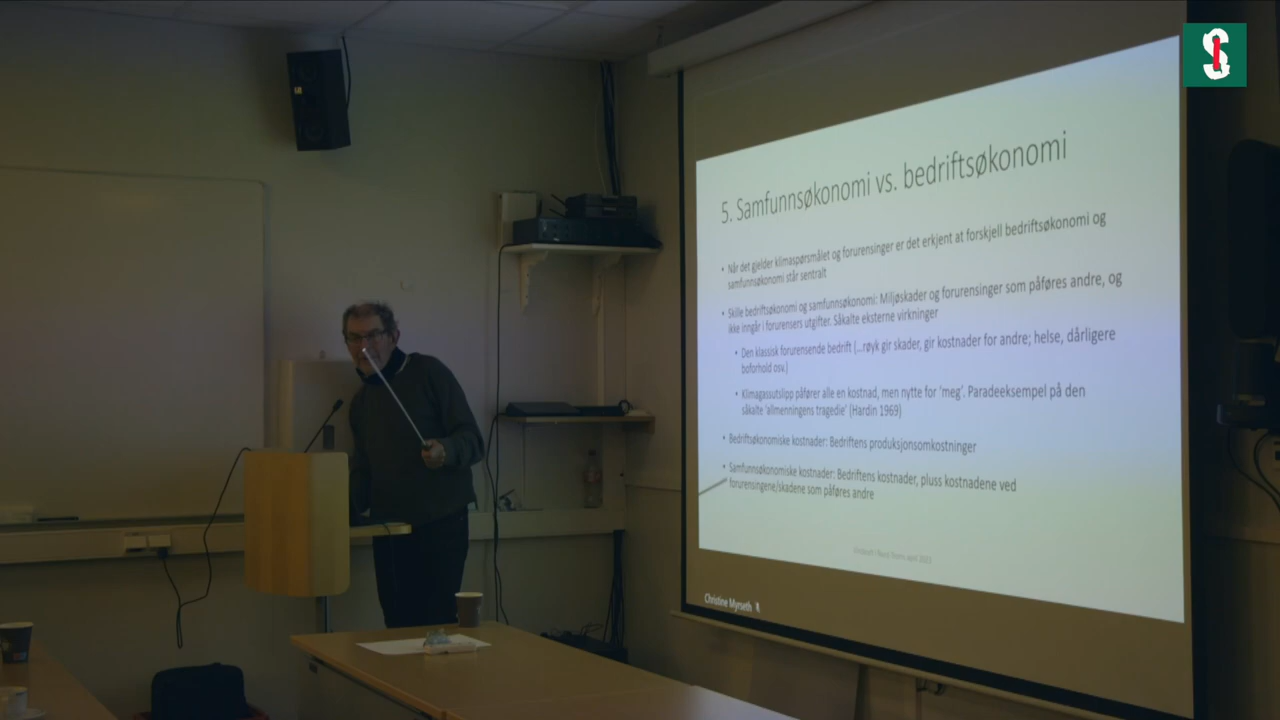 5. Samfunnsøkonomi vs. bedriftsøkonomi
• Når det gjelder klimaspørsmålet og forurensinger er det erkjent at forskjell bedriftsøkonomi og
samfunnsøkonomi står sentralt
• Skille bedriftsøkonomi og samfunnsøkonomi: Miljøskader og forurensinger som påføres andre, og
ikke inngår i forurensers utgifter. Såkalte eksterne virkninger
• Den klassisk forurensende bedrift (…røyk gir skader, gir kostnader for andre; helse, dårligere
boforhold osv.)
• Klimagassutslipp påfører alle en kostnad, men nytte for 'meg'. Paradeeksempel på den
såkalte 'allmenningens tragedie' (Hardin 1969)
• Bedriftsøkonomiske kostnader: Bedriftens produksjonsomkostninger
• Samfunnsøkonomiske kostnader: Bedriftens kostnader, pluss kostnadene ved
forurensingene/skadene som påføres andre
april 2022
Christine Myrseth